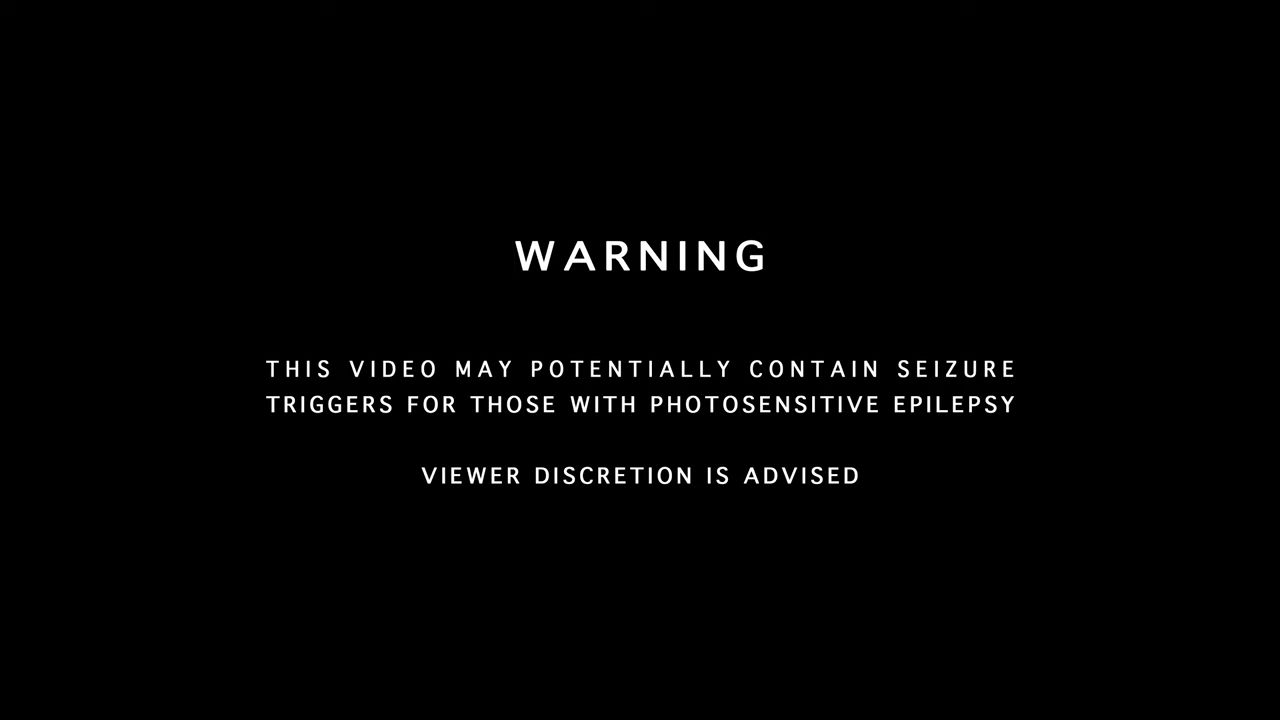 WARNING
THIS VIDEO MAY POTENTIALLY CONTAIN SEIZURE
TRIGGERS FOR THOSE WITH PHOTOSENSITIVE EPILEPSY
VIEWER DISCRETION IS ADVISED